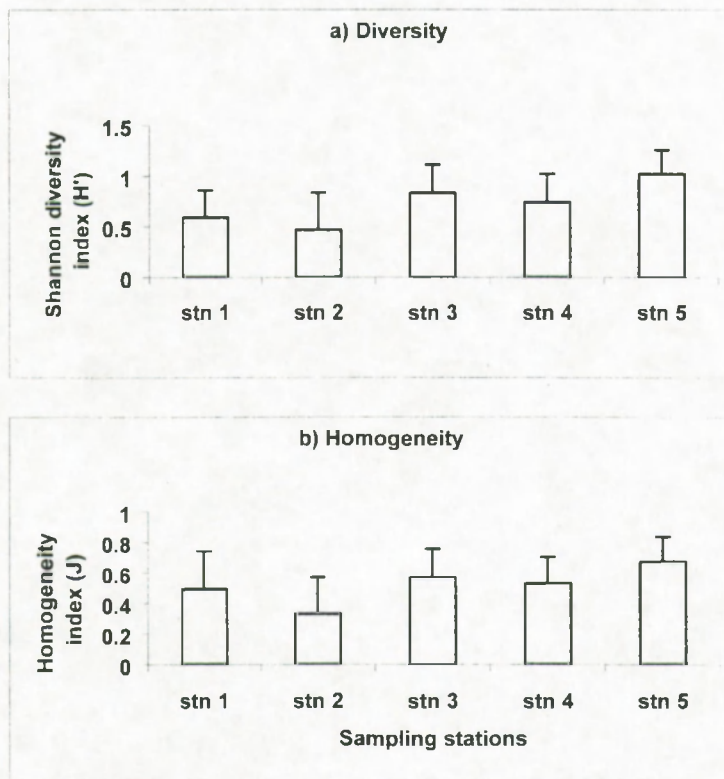 a) Diversity
Shannon diversity
index (H')
1.5
1
0.5
0
stn 1 stn 2 stn 3 stn 4 stn 5
b) Homogeneity
Homogeneity
index (J)
1
0.8
0.6
0.4
0.2
0
stn 1 stn 2 stn 3 stn 4 stn 5
Sampling stations